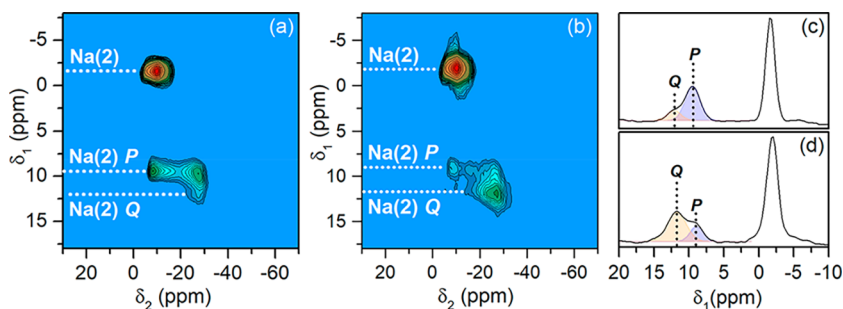 (a)
-5
0
5
10
15
δ1 (ppm)
Na(2)
Na(2) P
Na(2) Q
20 0 -20 -40 -60
δ2 (ppm)
(b)
-5
0
5
10
15
δ1 (ppm)
Na(2)
Na(2) P
Na(2) Q
20 0 -20 -40 -60
δ2 (ppm)
(c)
Q P
(d)
Q P
20 15 10 5 0 -5 -10
δ1(ppm)